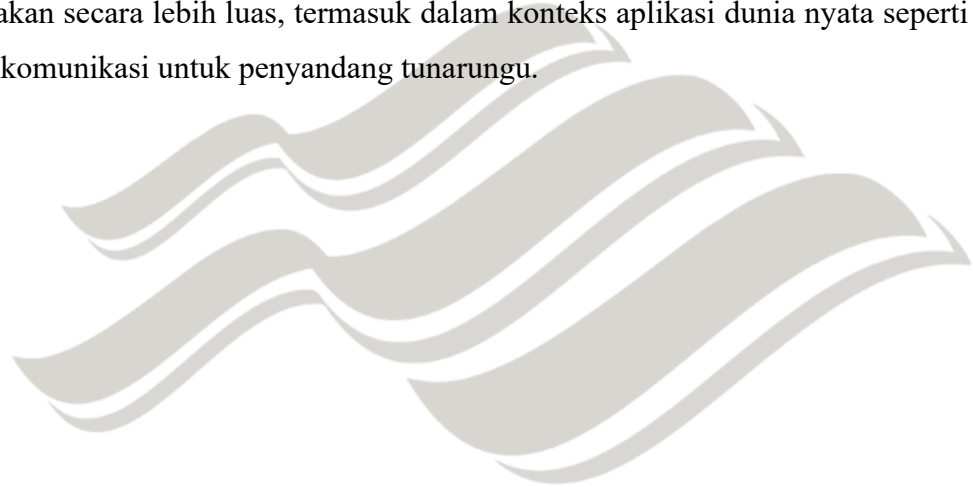 akan secara lebih luas, termasuk dalam konteks aplikasi dunia nyata seperti
komunikasi untuk penyandang tunarungu.